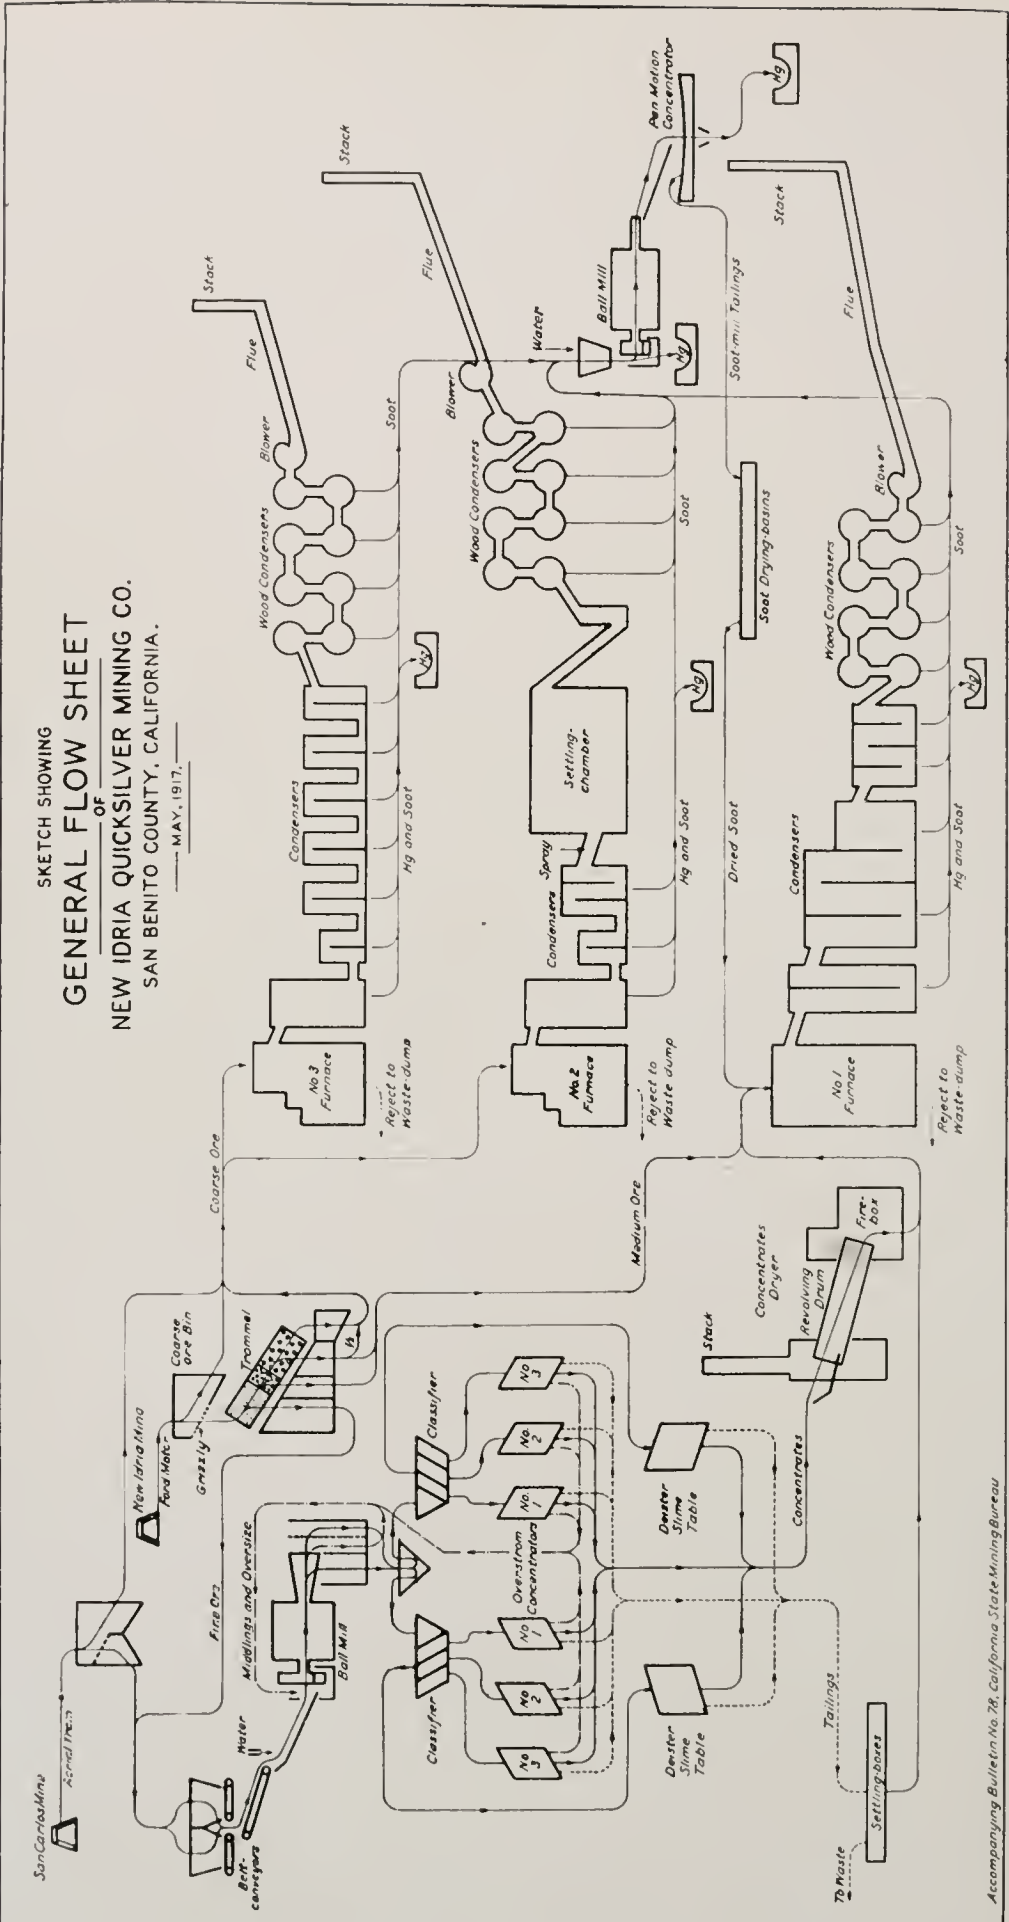 SKETCH SHOWING
GENERAL FLOW SHEET
OF
NEW IDRIA QUICKSILVER MINING CO.
SAN BENITO COUNTY, CALIFORNIA.
MAY, 1917.
San Carlos Mine
Aerial Tram
New Idria Mine
Ford Motor
Coarse
ore Bin
Grizzly
Trommel
½
Coarse Ore
Fine Ore
Medium Ore
Belt-
conveyors
Water
Middlings and Oversize
Ball Mill
Classifier
Classifier
No 3
No 2
No 1
Overstrom
Concentrators
No. 1
No. 2
No 3
Deister
Slime
Table
Deister
Slime
Table
Concentrates
Tailings
To Waste
Settling-boxes
Stack
Concentrates
Dryer
Revolving
Drum
Fire-
box
No 3
Furnace
Reject to
Waste-dump
Condensers
Hg and Soot
Hg
Wood Condensers
Soot
Blower
Flue
Stack
No.2
Furnace
Reject to
Waste dump
Condensers
Spray
Settling-
chamber
Hg and Soot
Hg
Wood Condensers
Soot
Blower
Flue
Stack
Water
Ball Mill
Hg
Pan Motion
Concentrator
Hg
Soot-mill Tailings
Soot Drying-basins
Dried Soot
No 1
Furnace
Reject to
Waste-dump
Condensers
Hg and Soot
Hg
Wood Condensers
Soot
Blower
Flue
Stack
Accompanying Bulletin No. 78, California State Mining Bureau